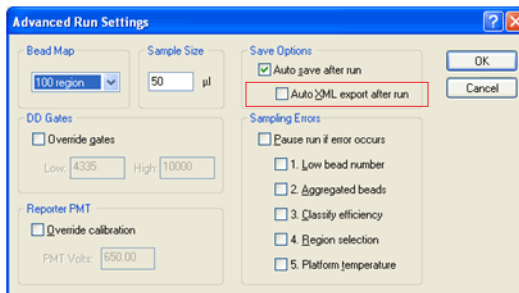 Advanced Run Settings
Bead Map
100 region
Sample Size
50 µl
DD Gates
Override gates
Low: 4335 High: 10000
Reporter PMT
Override calibration
PMT Volts: 650.00
Save Options
Auto save after run
Auto XML export after run
Sampling Errors
Pause run if error occurs
1. Low bead number
2. Aggregated beads
3. Classify efficiency
4. Region selection
5. Platform temperature
OK
Cancel